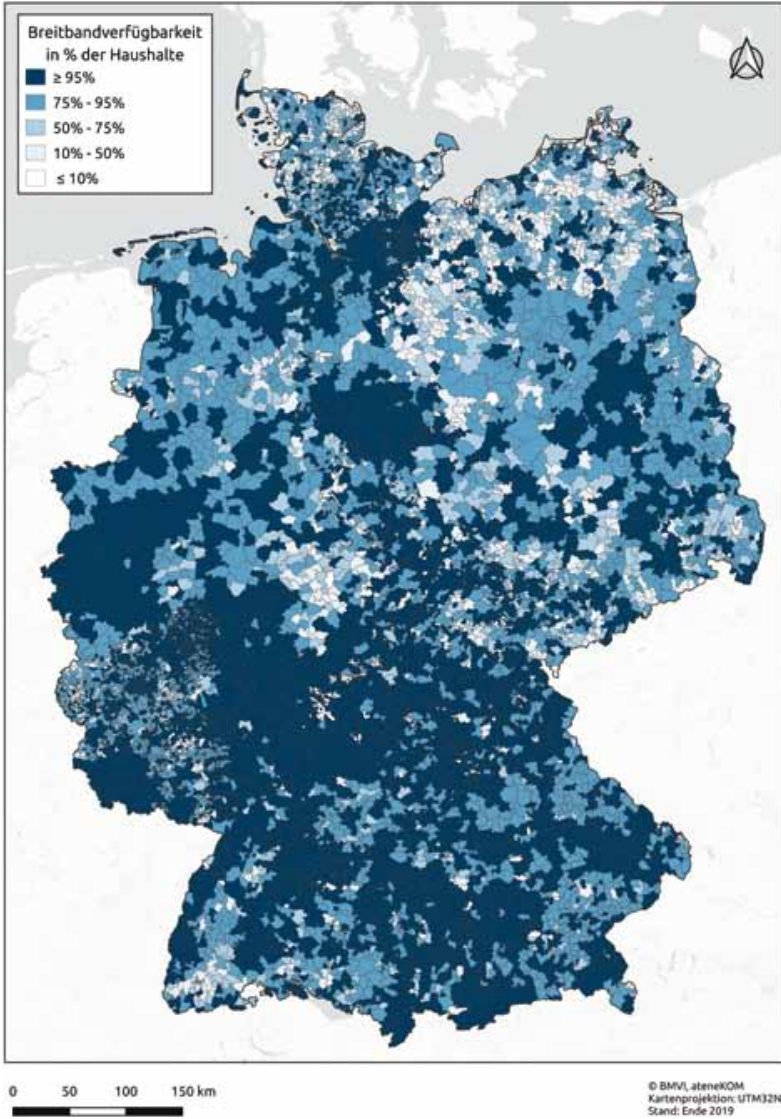 Breitbandverfügbarkeit
in % der Haushalte
≥ 95%
75% - 95%
50% - 75%
10% - 50%
≤ 10%
0 50 100 150 km
© BMVI, ateneKOM
Kartenprojektion: UTM32N
Stand: Ende 2019